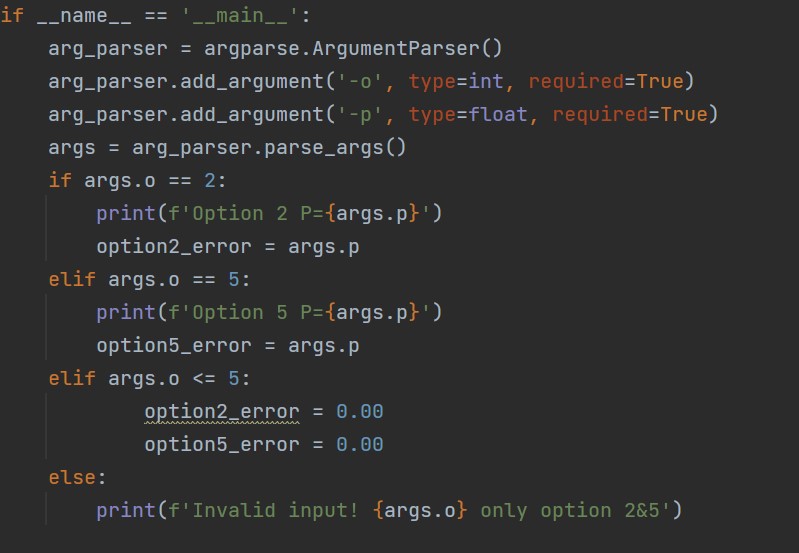 if __name__ == '__main__':
    arg_parser = argparse.ArgumentParser()
    arg_parser.add_argument('-o', type=int, required=True)
    arg_parser.add_argument('-p', type=float, required=True)
    args = arg_parser.parse_args()
    if args.o == 2:
        print(f'Option 2 P={args.p}')
        option2_error = args.p
    elif args.o == 5:
        print(f'Option 5 P={args.p}')
        option5_error = args.p
    elif args.o <= 5:
            option2_error = 0.00
            option5_error = 0.00
    else:
        print(f'Invalid input! {args.o} only option 2&5')